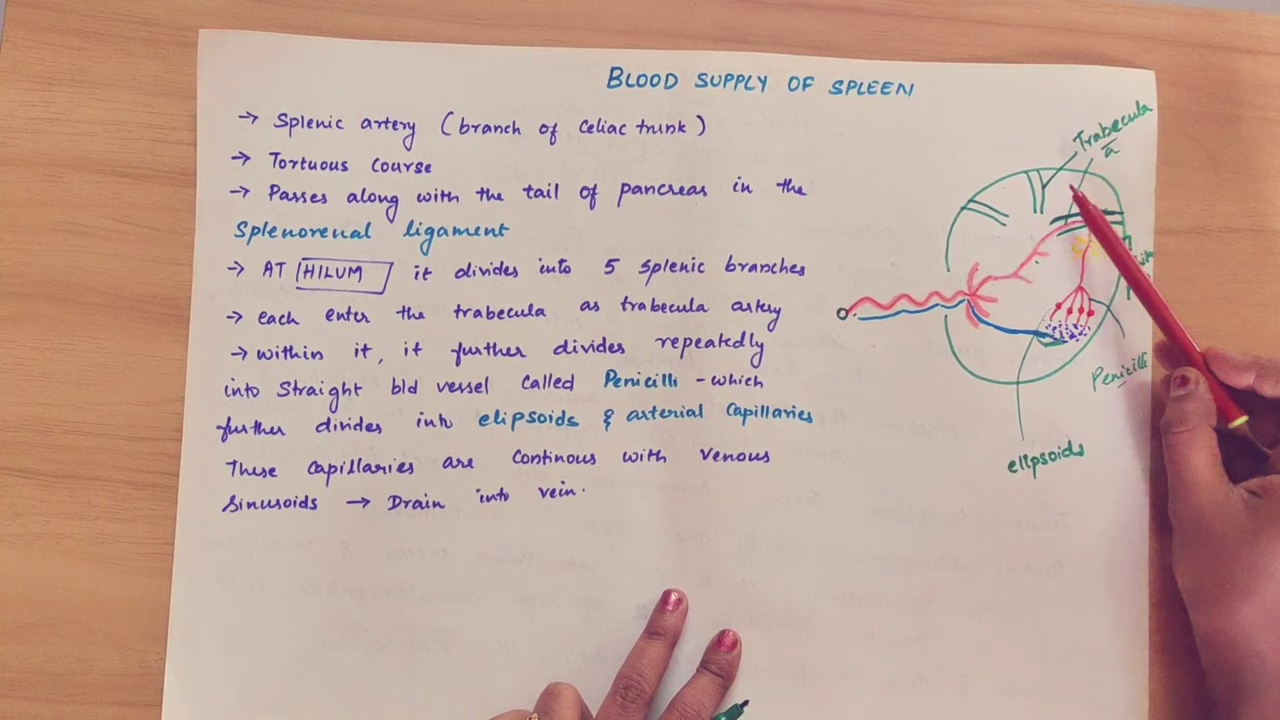 BLOOD SUPPLY OF SPLEEN
→ Splenic artery (branch of Celiac trunk)
→ Tortuous course
→ Passes along with the tail of pancreas in the
Splenorenal ligament
→ AT HILUM it divides into 5 splenic branches
→ each enter the trabecula as trabecula artery
→ within it, it further divides repeatedly
into Straight bld vessel called Penicilli - which
further divides into elipsoids & arterial capillaries
These capillaries are continous with venous
Sinusoids → Drain into vein.
Trabecula
a
Penicilli
elipsoids